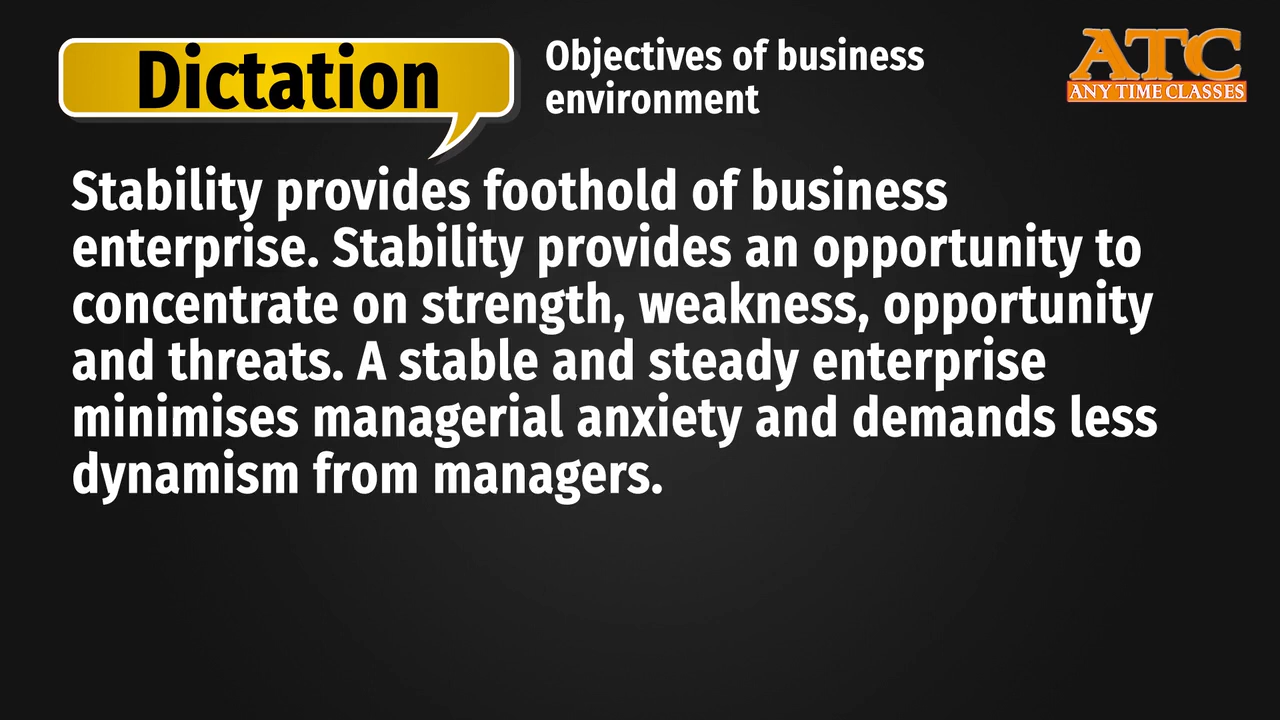 Dictation
Objectives of business
environment
ATC
ANY TIME CLASSES
Stability provides foothold of business
enterprise. Stability provides an opportunity to
concentrate on strength, weakness, opportunity
and threats. A stable and steady enterprise
minimises managerial anxiety and demands less
dynamism from managers.